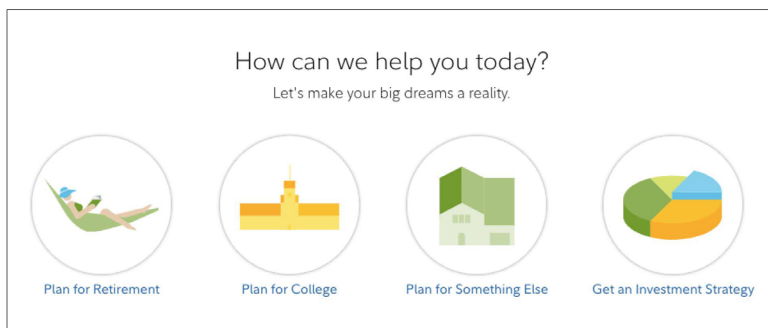 How can we help you today?
Let's make your big dreams a reality.
Plan for Retirement
Plan for College
Plan for Something Else
Get an Investment Strategy